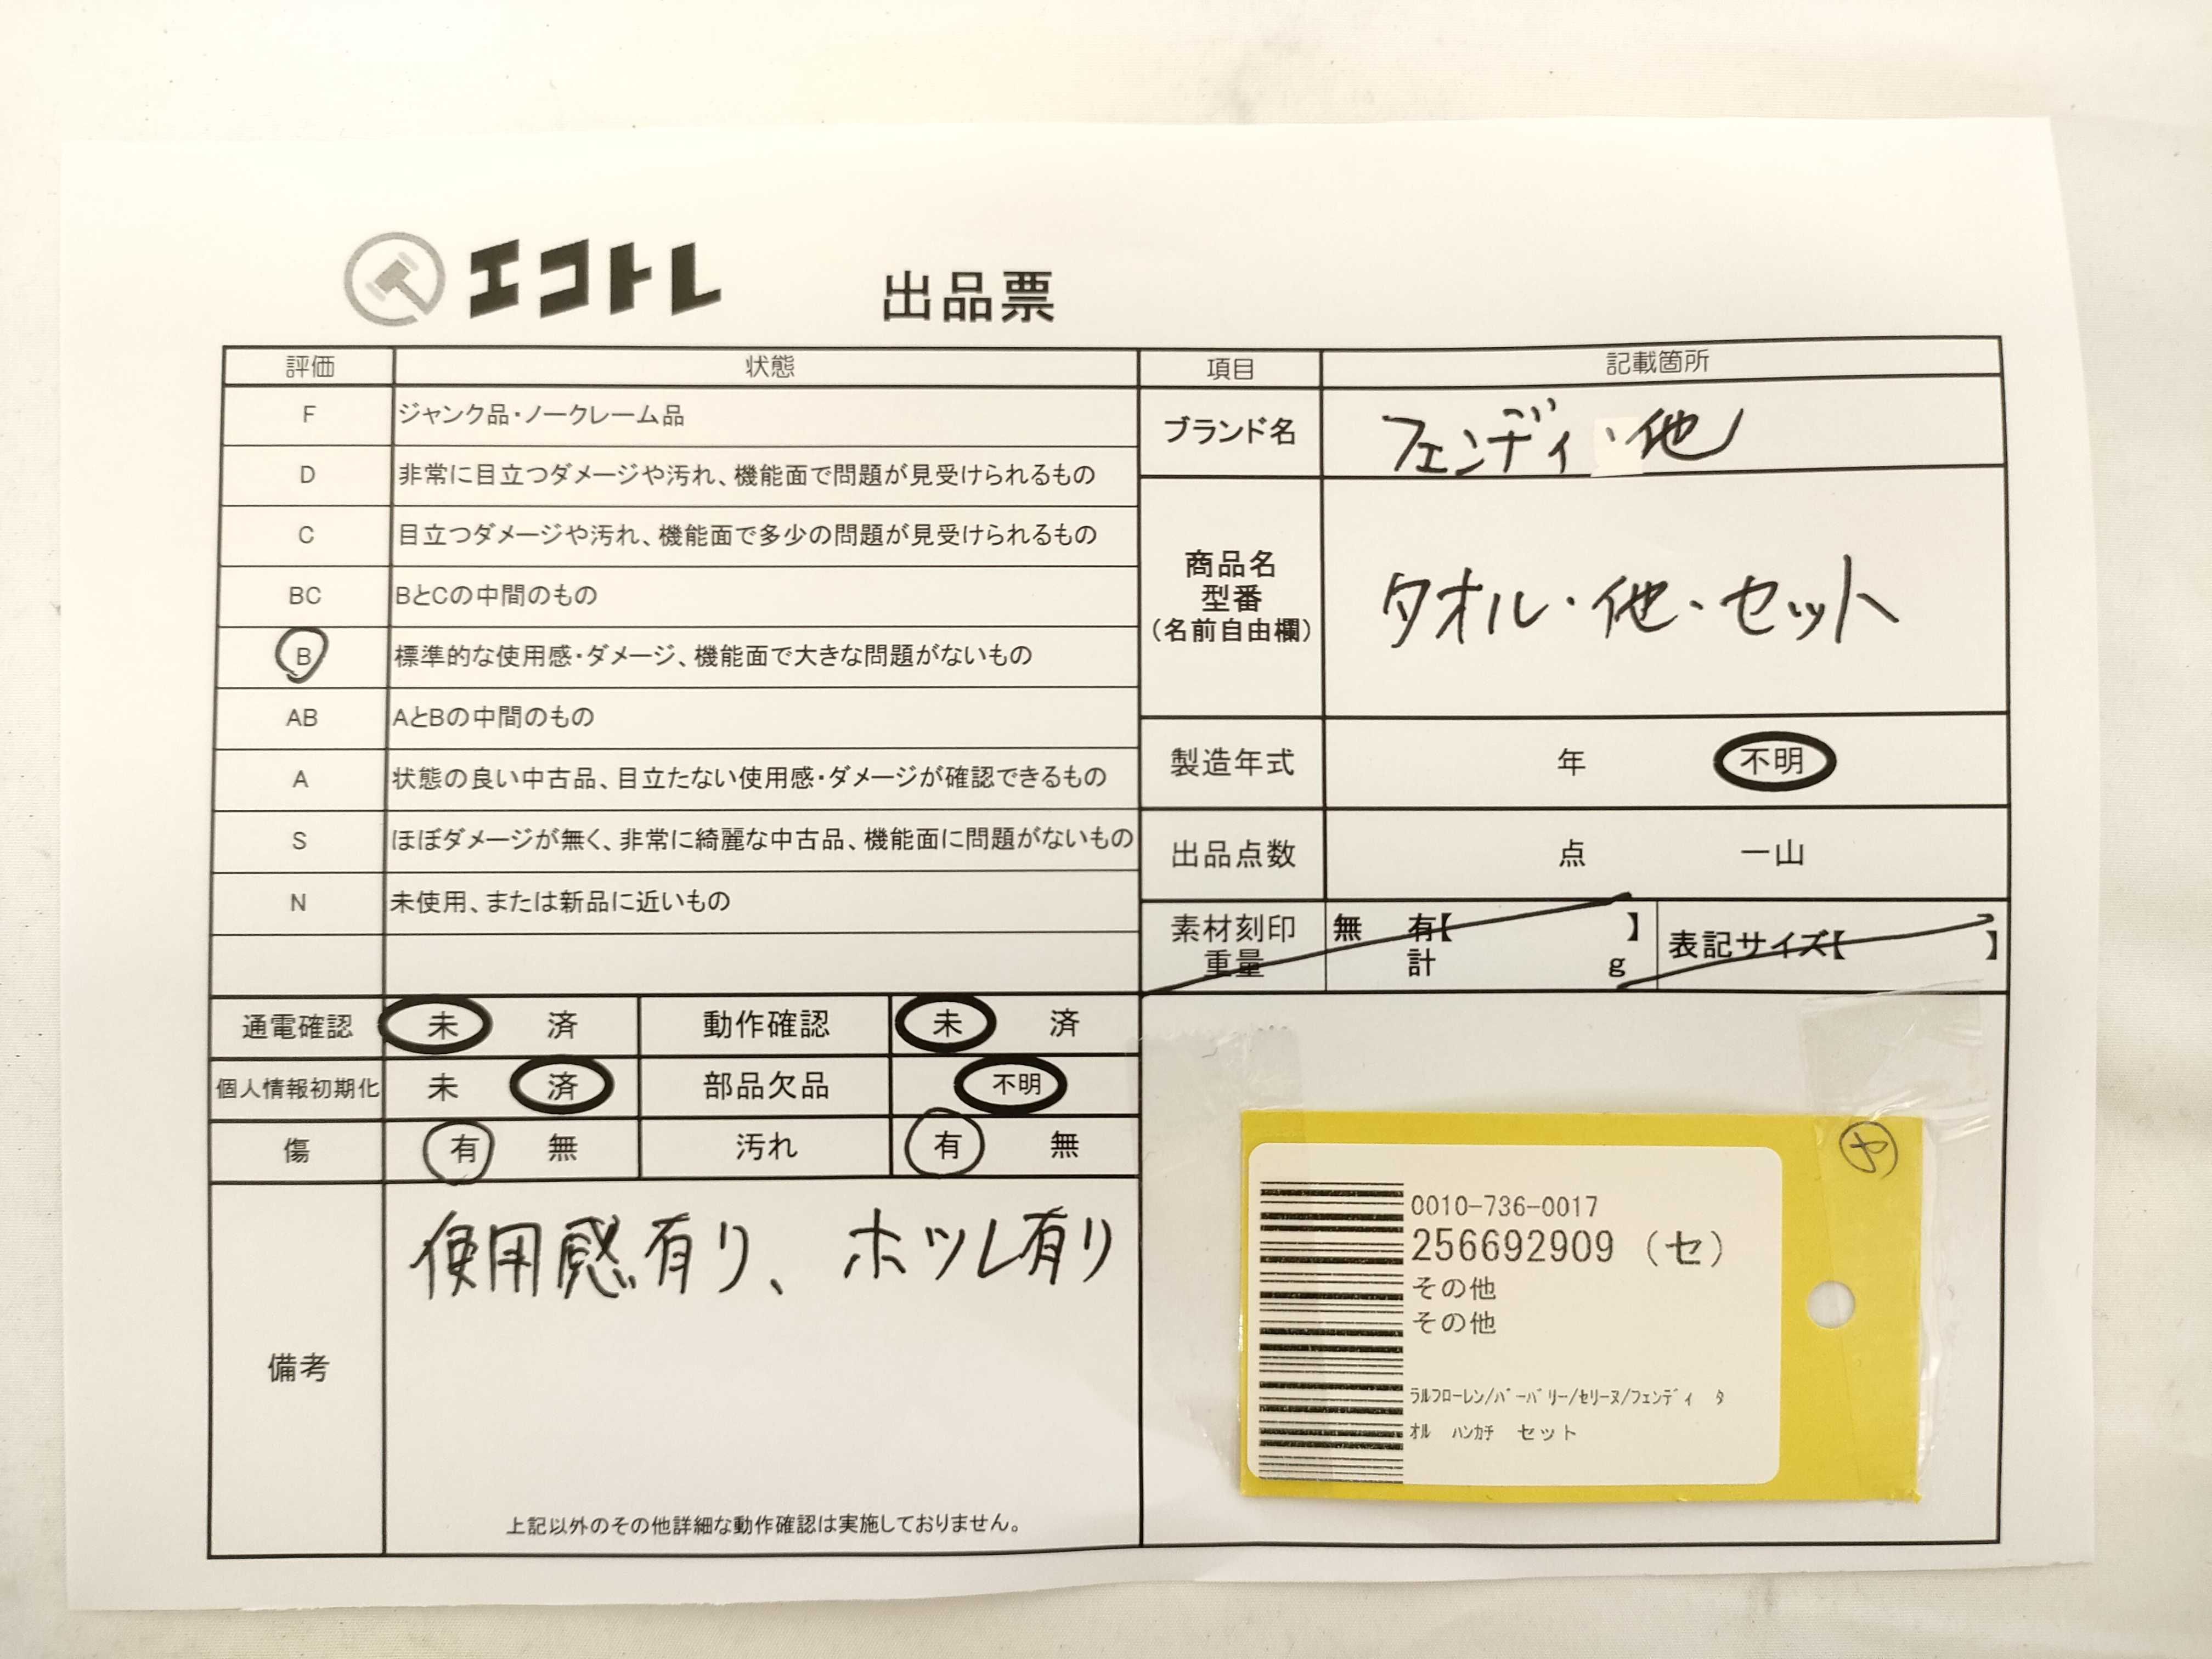 エコトレ 出品票
評価 状態 項目 記載箇所
F ジャンク品・ノークレーム品
D 非常に目立つダメージや汚れ、機能面で問題が見受けられるもの
C 目立つダメージや汚れ、機能面で多少の問題が見受けられるもの
BC BとCの中間のもの
B 標準的な使用感・ダメージ、機能面で大きな問題がないもの
AB AとBの中間のもの
A 状態の良い中古品、目立たない使用感・ダメージが確認できるもの
S ほぼダメージが無く、非常に綺麗な中古品、機能面に問題がないもの
N 未使用、または新品に近いもの
ブランド名 フェンディ・他
商品名
型番
(名前自由欄)
タオル・他・セット
製造年式 年 不明
出品点数 点 一山
素材刻印 無 有【 】
重量 計 g
表記サイズ【 】
通電確認 未 済 動作確認 未 済
個人情報初期化 未 済 部品欠品 不明
傷 有 無 汚れ 有 無
備考
使用感有り、ホツレ有り
上記以外のその他詳細な動作確認は実施しておりません。
0010-736-0017
256692909 (セ)
その他
その他
ﾗﾙﾌﾛｰﾚﾝ/ﾊﾞｰﾊﾞﾘｰ/ｾﾘｰﾇ/ﾌｪﾝﾃﾞｨ ﾀ
ｵﾙ ﾊﾝｶﾁ セット